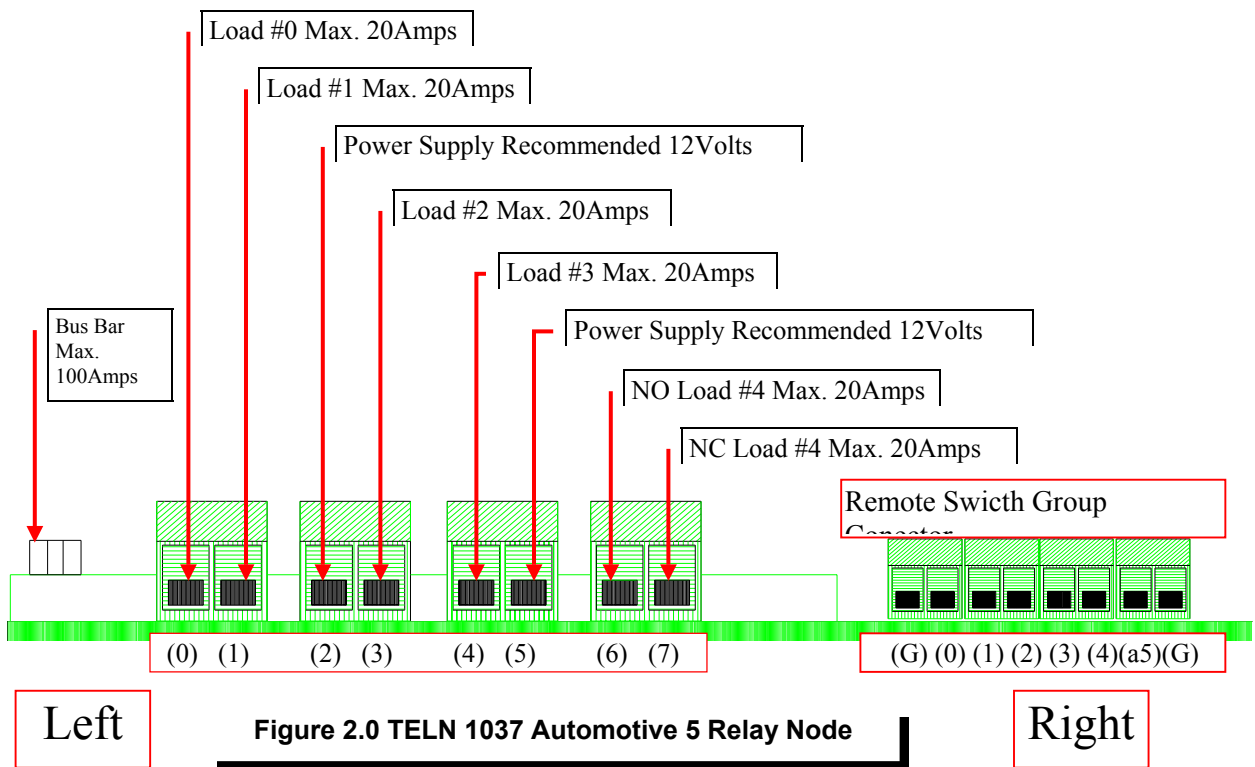 Load #0 Max. 20Amps
Load #1 Max. 20Amps
Power Supply Recommended 12Volts
Load #2 Max. 20Amps
Load #3 Max. 20Amps
Bus Bar
Max.
100Amps
Power Supply Recommended 12Volts
NO Load #4 Max. 20Amps
NC Load #4 Max. 20Amps
Remote Swicth Group
Conector
(0) (1) (2) (3) (4) (5) (6) (7)
(G) (0) (1) (2) (3) (4)(a5)(G)
Left
Figure 2.0 TELN 1037 Automotive 5 Relay Node
Right